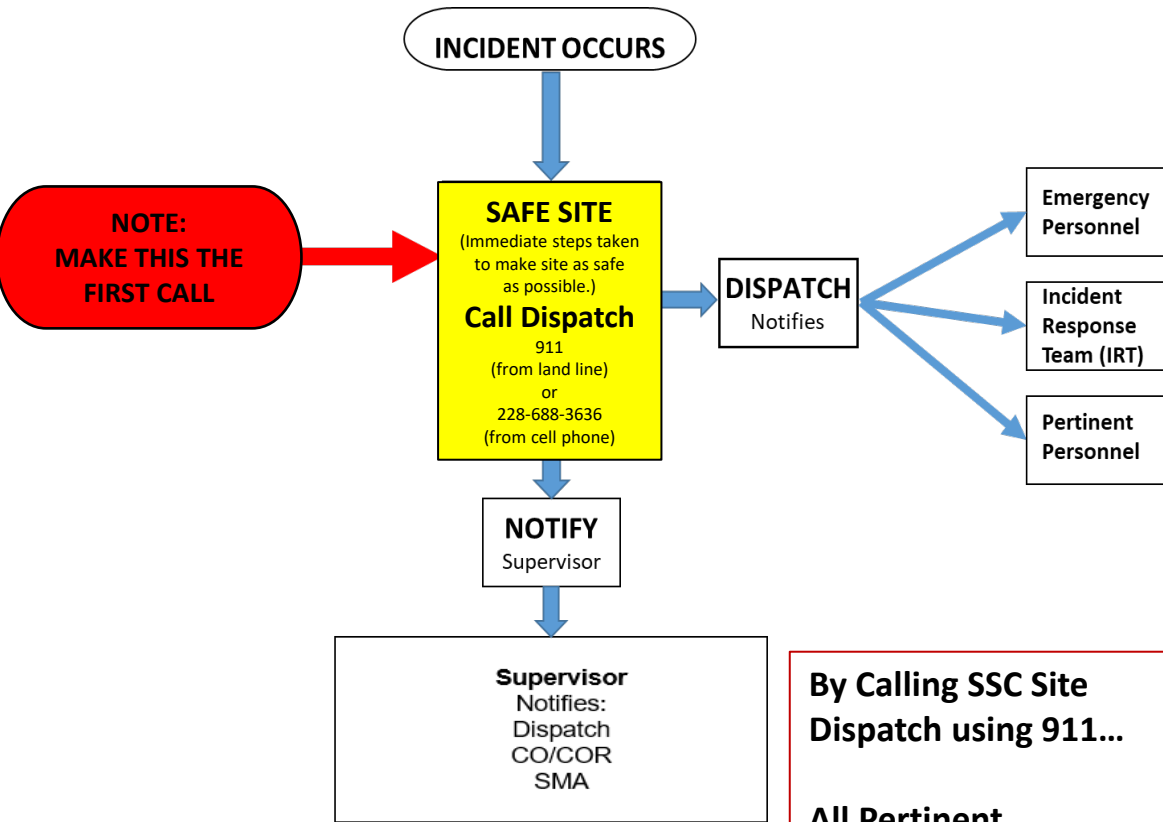 INCIDENT OCCURS
NOTE:
MAKE THIS THE
FIRST CALL
SAFE SITE
(Immediate steps taken
to make site as safe
as possible.)
Call Dispatch
911
(from land line)
or
228-688-3636
(from cell phone)
DISPATCH
Notifies
Emergency
Personnel
Incident
Response
Team (IRT)
Pertinent
Personnel
NOTIFY
Supervisor
Supervisor
Notifies:
Dispatch
CO/COR
SMA
By Calling SSC Site
Dispatch using 911...
All Pertinent